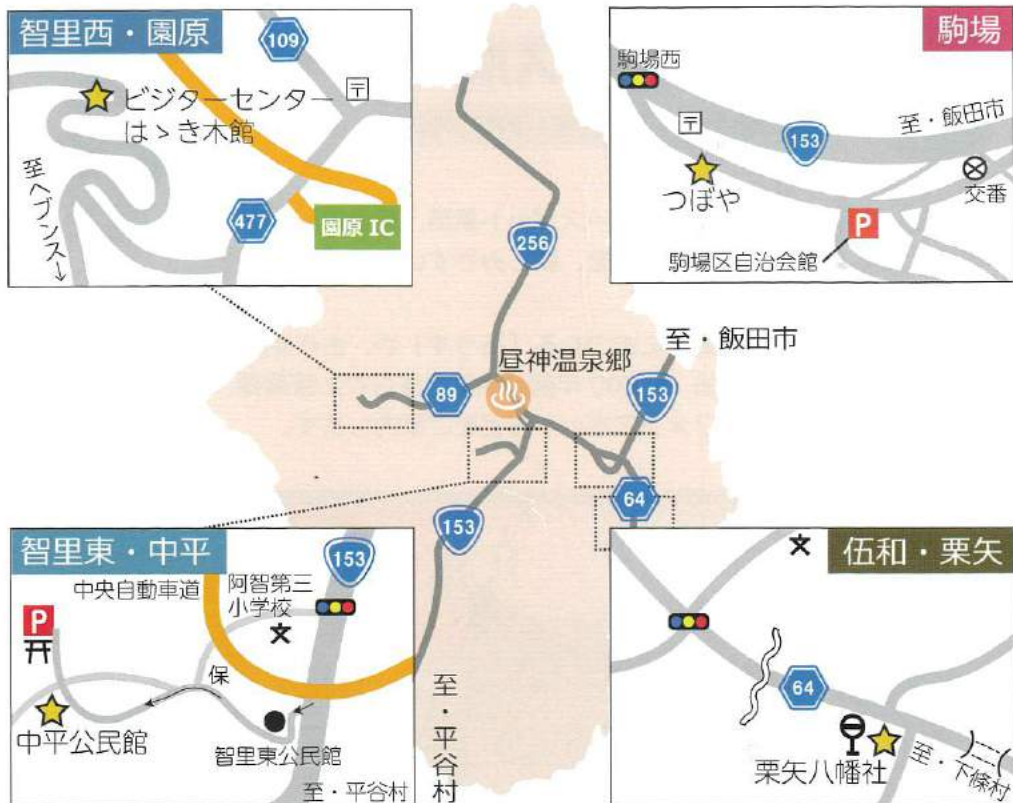 智里西・園原
109
〒
ビジターセンター
はゝき木館
至ヘブンス↓
477
園原 IC
駒場
駒場西
〒
153
至・飯田市
つぼや
交番
P
駒場区自治会館
256
至・飯田市
昼神温泉郷
89
153
64
153
智里東・中平
153
中央自動車道
阿智第三
小学校
P
保
中平公民館
智里東公民館
至・平谷村
至・平谷村
伍和・栗矢
64
栗矢八幡社
至・下條村